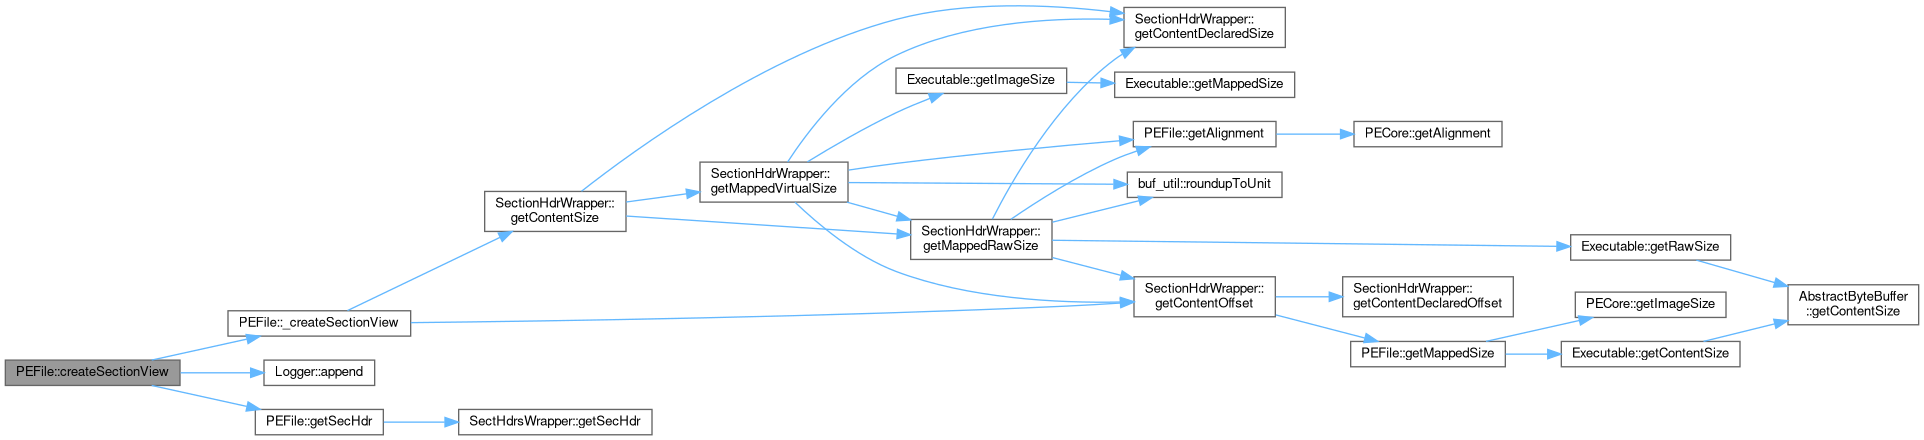 SectionHdrWrapper::
getContentDeclaredSize
Executable::getImageSize
Executable::getMappedSize
PEFile::getAlignment
PECore::getAlignment
SectionHdrWrapper::
getMappedVirtualSize
buf_util::roundupToUnit
SectionHdrWrapper::
getContentSize
SectionHdrWrapper::
getMappedRawSize
Executable::getRawSize
SectionHdrWrapper::
getContentOffset
SectionHdrWrapper::
getContentDeclaredOffset
PECore::getImageSize
AbstractByteBuffer
::getContentSize
PEFile::_createSectionView
PEFile::getMappedSize
Executable::getContentSize
PEFile::createSectionView
Logger::append
PEFile::getSecHdr
SectHdrsWrapper::getSecHdr